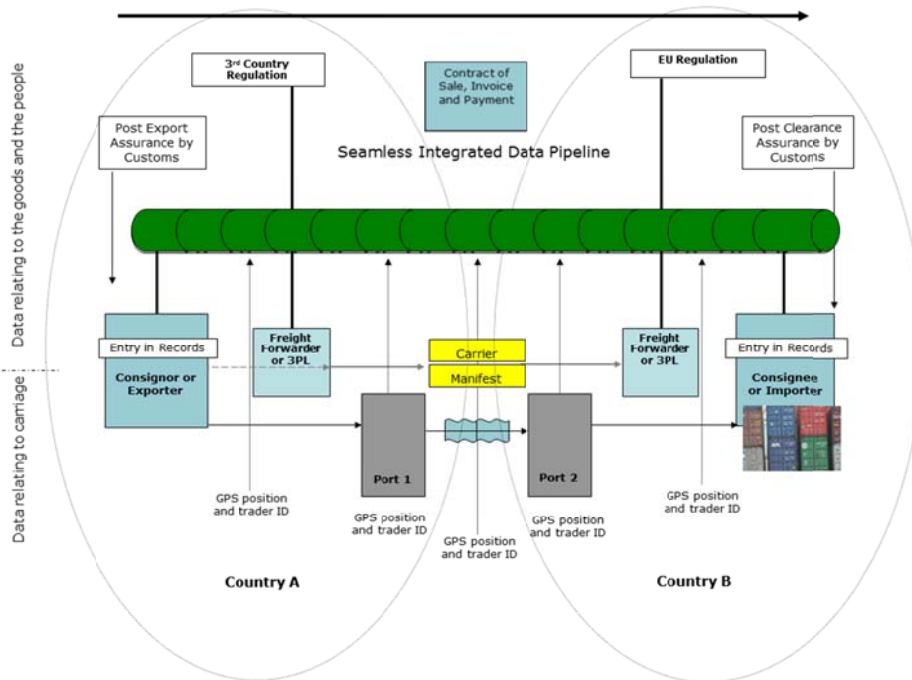 3rd Country
Regulation
Contract of
Sale, Invoice
and Payment
EU Regulation
Post Export
Assurance by
Customs
Seamless Integrated Data Pipeline
Post Clearance
Assurance by
Customs
Data relating to the goods and the people
Entry in Records
Consignor or
Exporter
Freight
Forwarder
or 3PL
Carrier
Manifest
Freight
Forwarder
or 3PL
Entry in Records
Consignee
or Importer
Data relating to carriage
Port 1
Port 2
GPS position
and trader ID
GPS position
and trader ID
GPS position
and trader ID
GPS position
and trader ID
GPS position
and trader ID
Country A
Country B